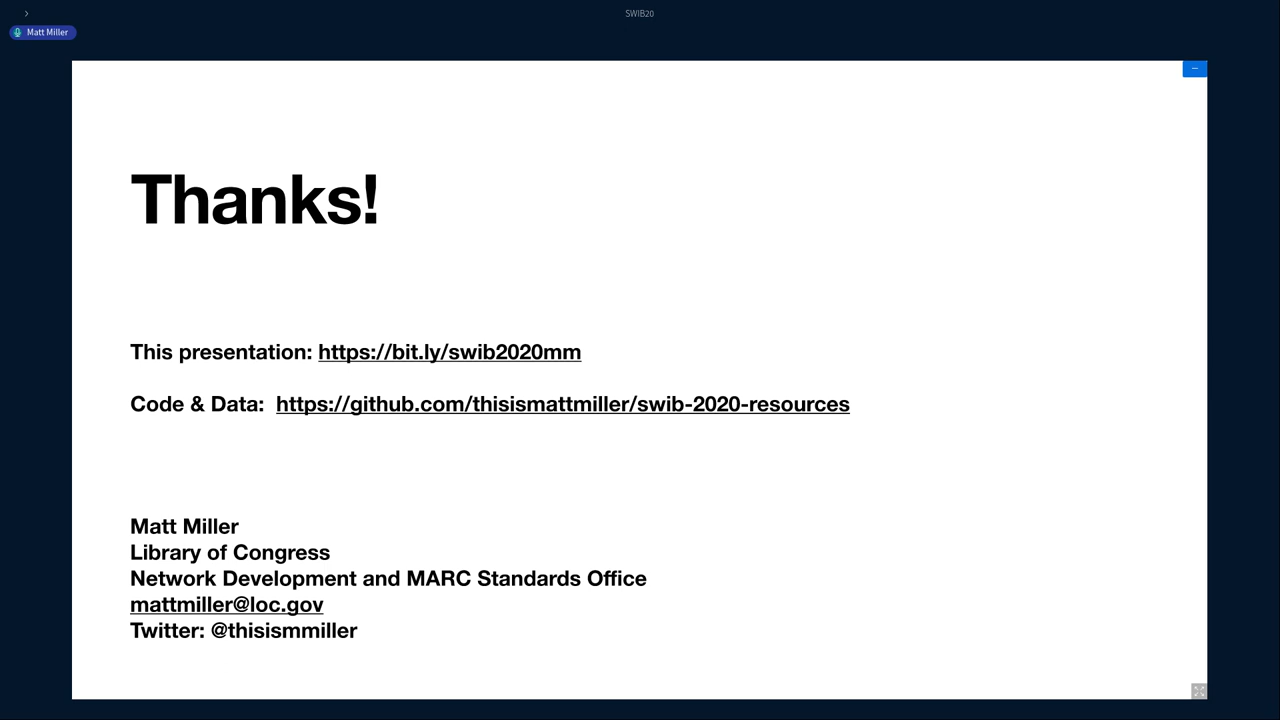 SWIB20
Matt Miller
Thanks!
This presentation: https://bit.ly/swib2020mm
Code & Data: https://github.com/thisismattmiller/swib-2020-resources
Matt Miller
Library of Congress
Network Development and MARC Standards Office
mattmiller@loc.gov
Twitter: @thisismmiller